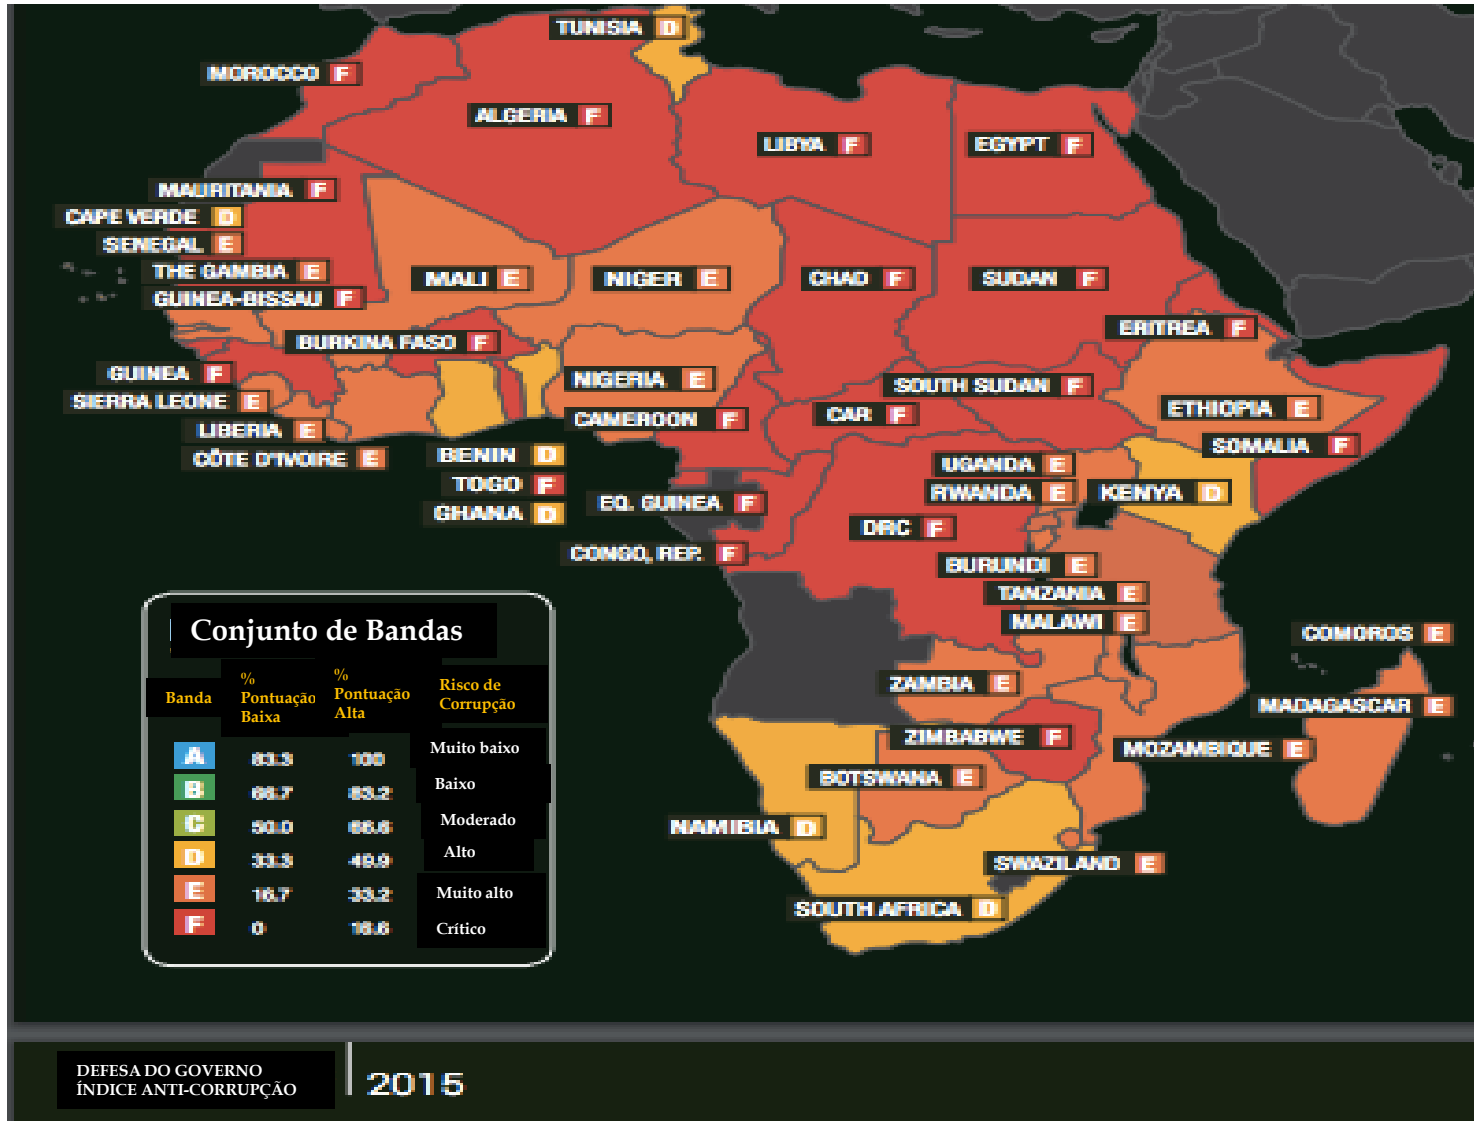 TUNISIA D
MOROCCO F
ALGERIA F
LIBYA F
EGYPT F
MAURITANIA F
CAPE VERDE D
SENEGAL E
THE GAMBIA E
GUINEA-BISSAU F
MALI E
NIGER E
CHAD F
SUDAN F
ERITREA F
BURKINA FASO F
GUINEA F
SIERRA LEONE E
LIBERIA E
CÔTE D'IVOIRE E
NIGERIA E
CAMEROON F
CAR F
SOUTH SUDAN F
ETHIOPIA E
SOMALIA F
BENIN D
TOGO F
GHANA D
EQ. GUINEA F
CONGO, REP. F
UGANDA E
RWANDA E
KENYA D
DRC F
BURUNDI E
TANZANIA E
MALAWI E
COMOROS E
ZAMBIA E
MADAGASCAR E
ZIMBABWE F
MOZAMBIQUE E
BOTSWANA E
NAMIBIA D
SWAZILAND E
SOUTH AFRICA D
Conjunto de Bandas
Banda
%
Pontuação
Baixa
%
Pontuação
Alta
Risco de
Corrupção
A 83.3 100 Muito baixo
B 66.7 83.2 Baixo
C 50.0 66.6 Moderado
D 33.3 49.9 Alto
E 16.7 33.2 Muito alto
F 0 16.6 Crítico
DEFESA DO GOVERNO
ÍNDICE ANTI-CORRUPÇÃO
2015